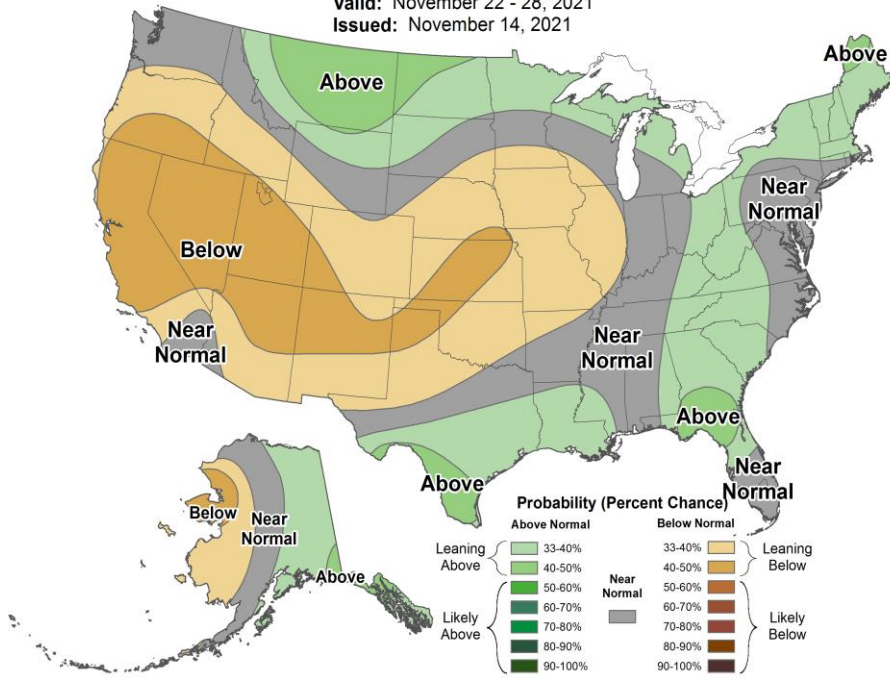 Valid: November 22 - 28, 2021
Issued: November 14, 2021
Above
Above
Near
Normal
Below
Near
Normal
Near
Normal
Above
Above
Near
Normal
Below
Near
Normal
Above
Probability (Percent Chance)
Above Normal
Below Normal
Leaning
Above
33-40%
40-50%
50-60%
60-70%
70-80%
80-90%
90-100%
Likely
Above
Near
Normal
33-40%
40-50%
50-60%
60-70%
70-80%
80-90%
90-100%
Leaning
Below
Likely
Below